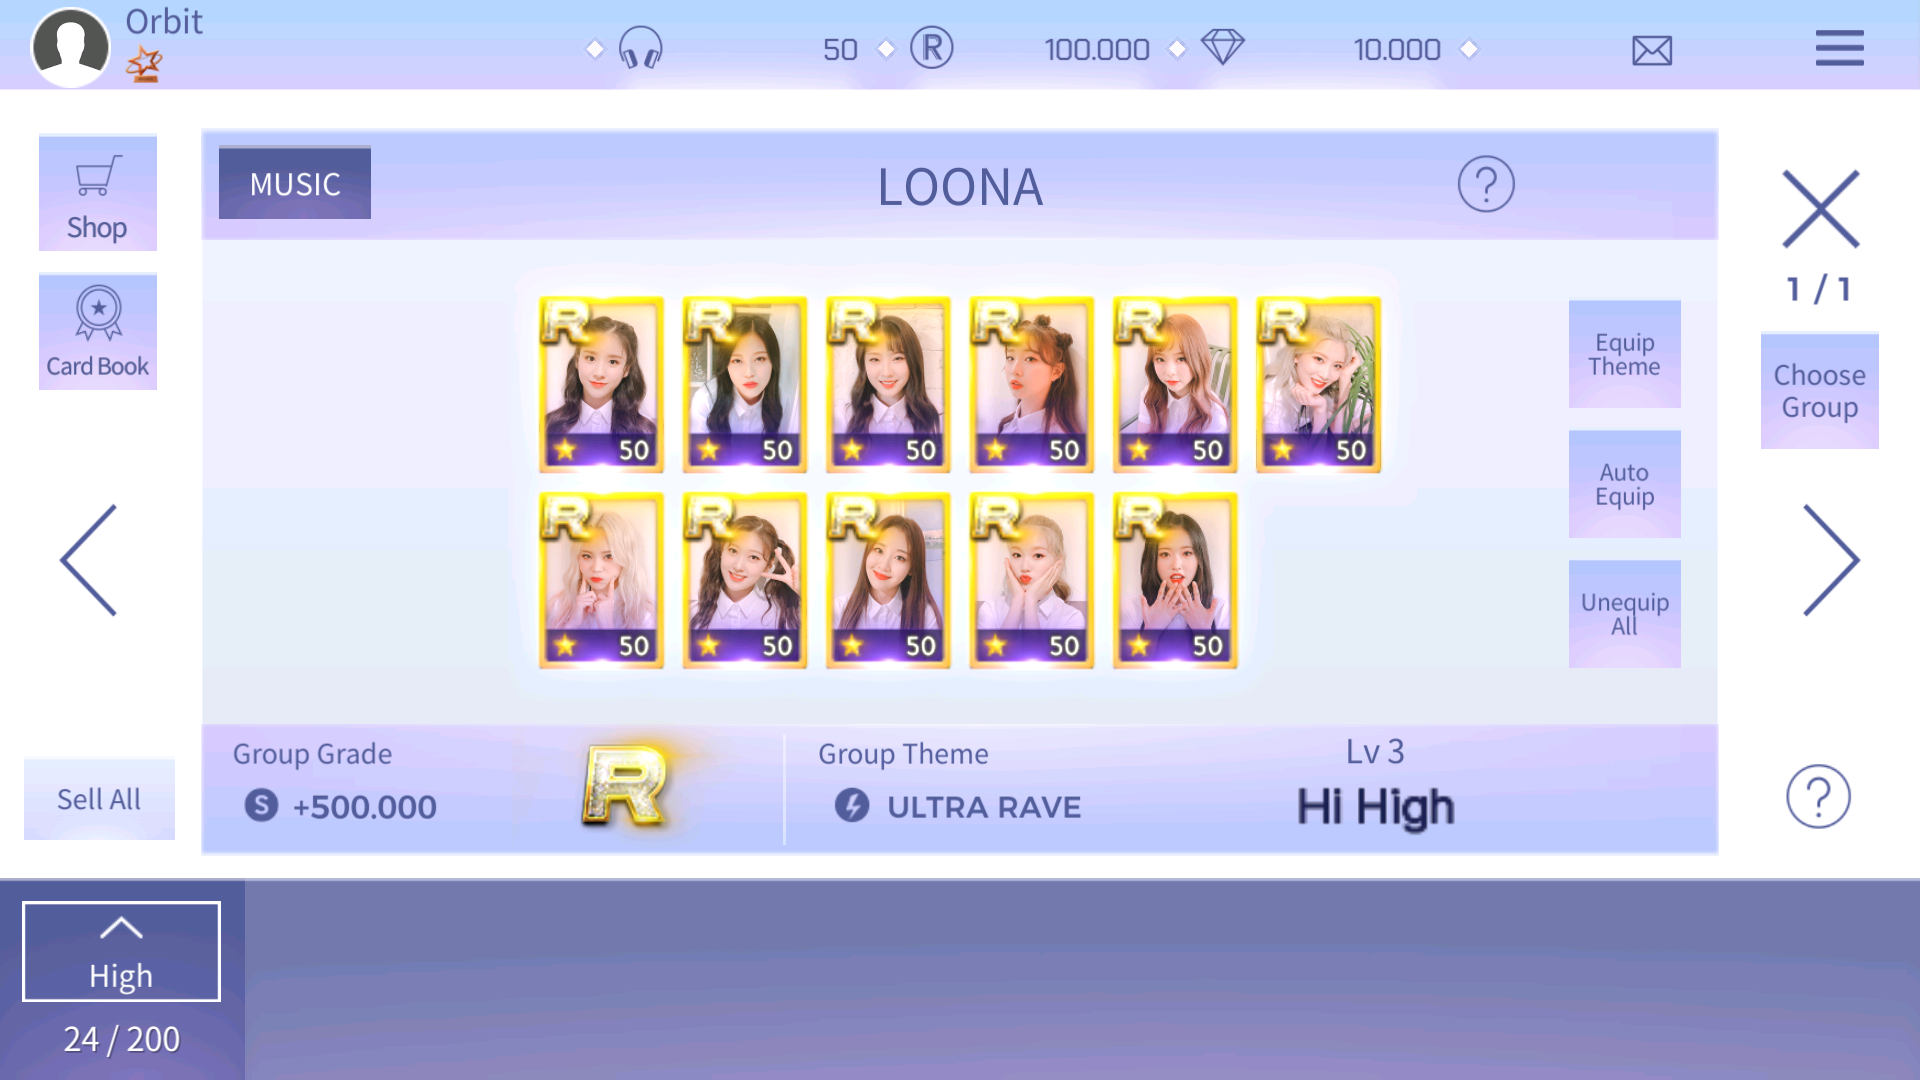 Orbit
50
R
100.000
10.000
Shop
Card Book
MUSIC
LOONA
?
1 / 1
Choose
Group
Equip
Theme
Auto
Equip
Unequip
All
R R R R R R
50 50 50 50 50 50
R R R R R
50 50 50 50 50
Group Grade
S +500.000
R
Group Theme
ULTRA RAVE
Lv 3
Hi High
Sell All
?
High
24 / 200